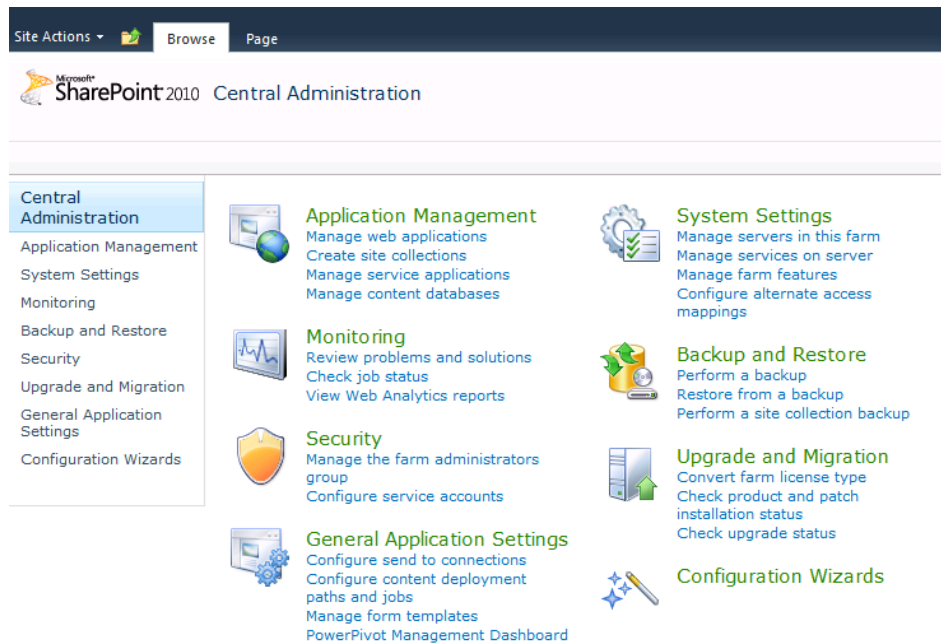 Site Actions
Browse
Page
Microsoft
SharePoint 2010 Central Administration
Central
Administration
Application Management
System Settings
Monitoring
Backup and Restore
Security
Upgrade and Migration
General Application
Settings
Configuration Wizards
Application Management
Manage web applications
Create site collections
Manage service applications
Manage content databases
Monitoring
Review problems and solutions
Check job status
View Web Analytics reports
Security
Manage the farm administrators
group
Configure service accounts
General Application Settings
Configure send to connections
Configure content deployment
paths and jobs
Manage form templates
PowerPivot Management Dashboard
System Settings
Manage servers in this farm
Manage services on server
Manage farm features
Configure alternate access
mappings
Backup and Restore
Perform a backup
Restore from a backup
Perform a site collection backup
Upgrade and Migration
Convert farm license type
Check product and patch
installation status
Check upgrade status
Configuration Wizards